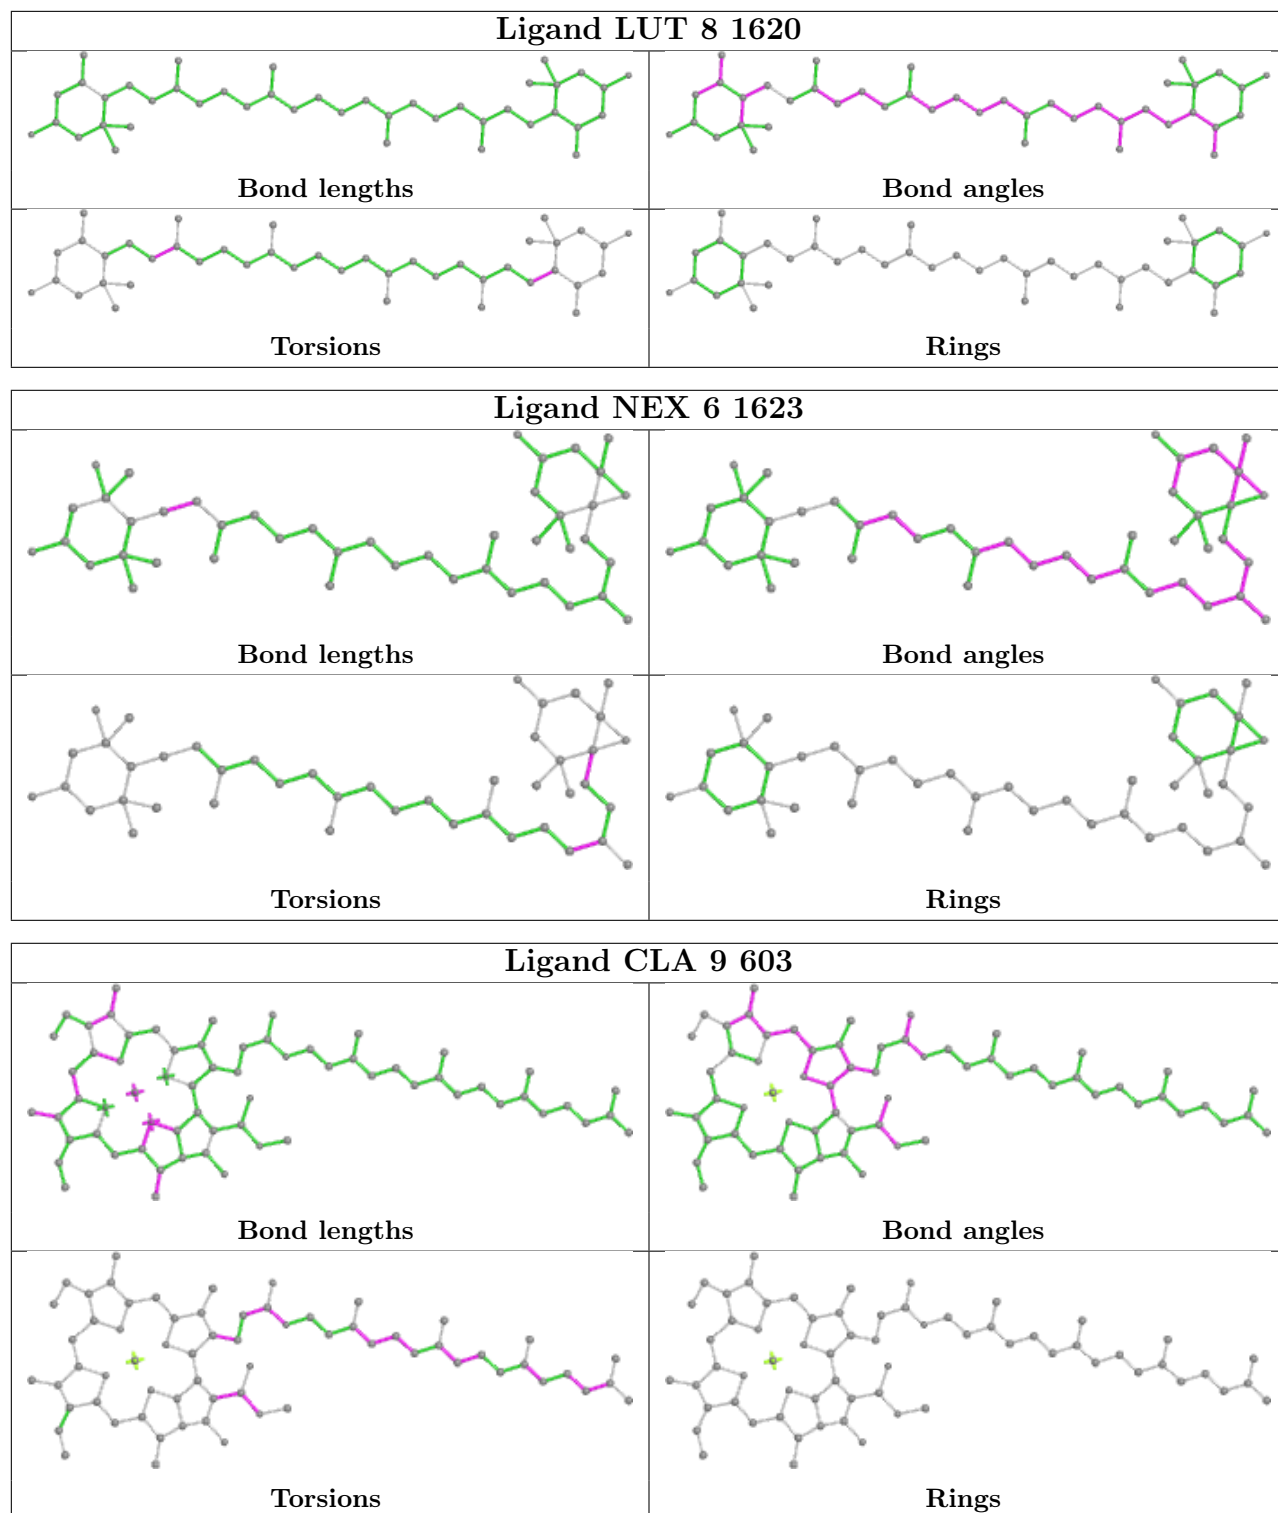 Ligand LUT 8 1620
Bond lengths
Bond angles
Torsions
Rings
Ligand NEX 6 1623
Bond lengths
Bond angles
Torsions
Rings
Ligand CLA 9 603
Bond lengths
Bond angles
Torsions
Rings